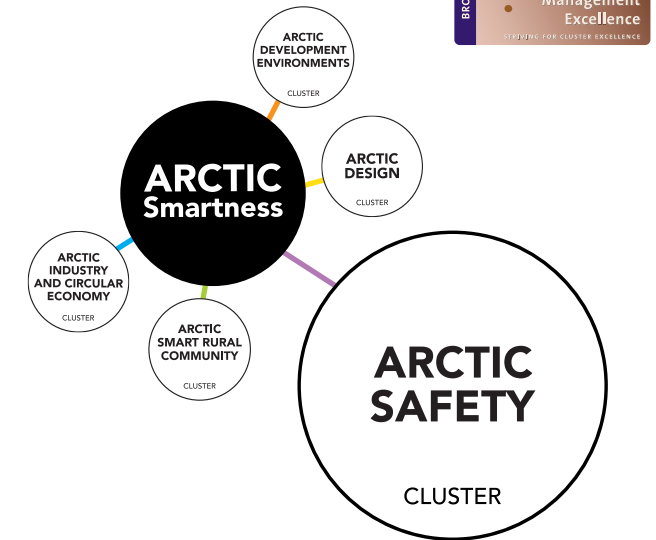 Management
Excellence
STRIVING FOR CLUSTER EXCELLENCE
ARCTIC
DEVELOPMENT
ENVIRONMENTS
CLUSTER
ARCTIC
DESIGN
CLUSTER
ARCTIC
Smartness
ARCTIC
INDUSTRY
AND CIRCULAR
ECONOMY
CLUSTER
ARCTIC
SMART RURAL
COMMUNITY
CLUSTER
ARCTIC
SAFETY
CLUSTER